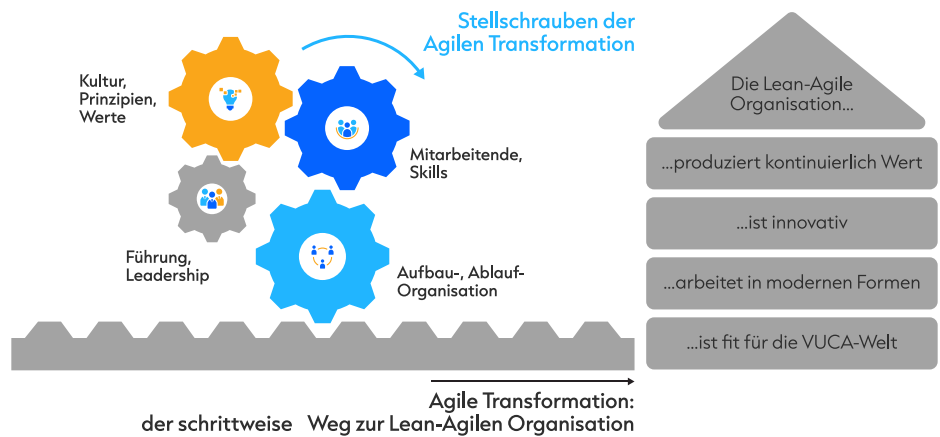 Stellschrauben der
Agilen Transformation
Kultur,
Prinzipien,
Werte
Mitarbeitende,
Skills
Führung,
Leadership
Aufbau-, Ablauf-
Organisation
Agile Transformation:
der schrittweise Weg zur Lean-Agilen Organisation
Die Lean-Agile
Organisation...
...produziert kontinuierlich Wert
...ist innovativ
...arbeitet in modernen Formen
...ist fit für die VUCA-Welt